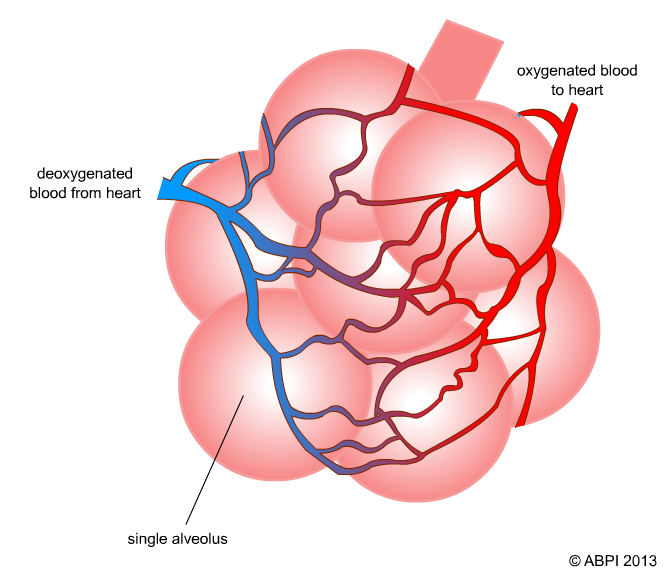 oxygenated blood
to heart
deoxygenated
blood from heart
single alveolus
© ABPI 2013